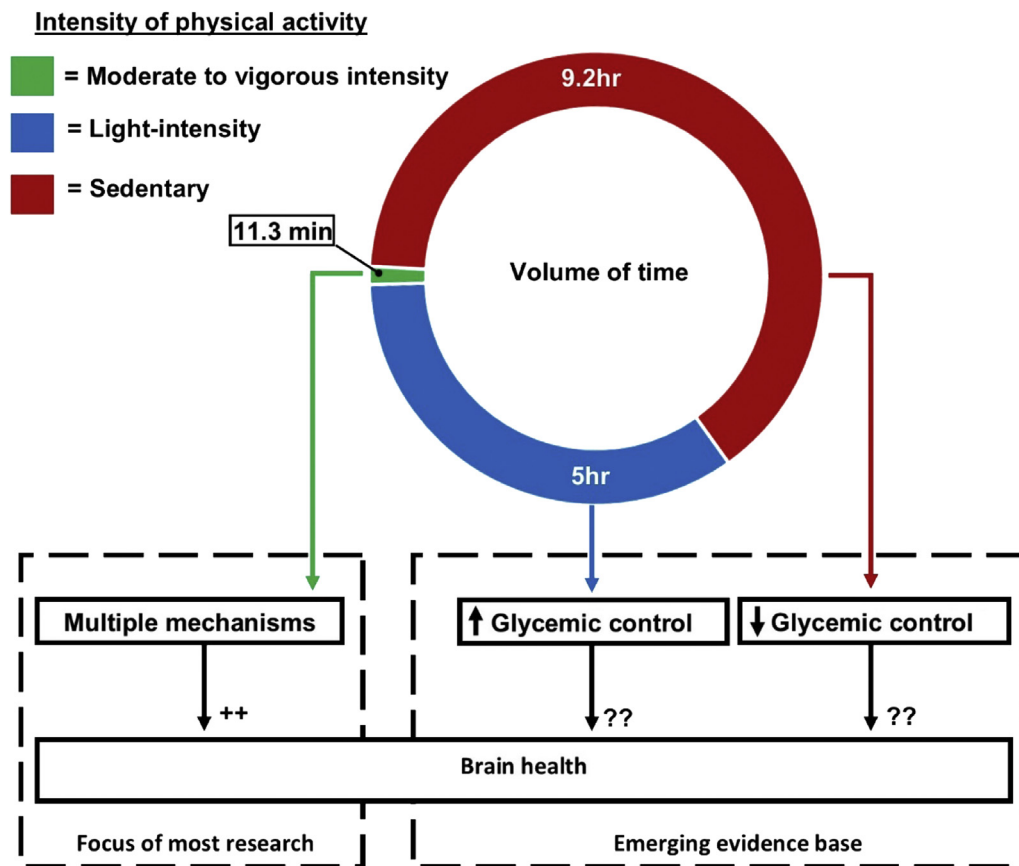 Intensity of physical activity
= Moderate to vigorous intensity
= Light-intensity
= Sedentary
9.2hr
11.3 min
Volume of time
5hr
Multiple mechanisms
↑ Glycemic control
↓ Glycemic control
++
??
??
Brain health
Focus of most research
Emerging evidence base